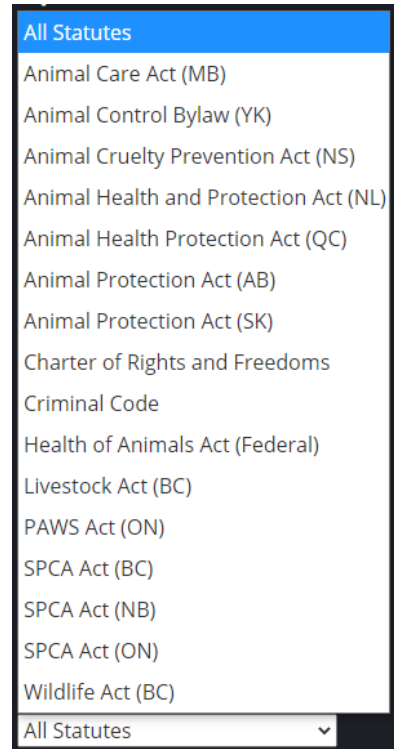 All Statutes
Animal Care Act (MB)
Animal Control Bylaw (YK)
Animal Cruelty Prevention Act (NS)
Animal Health and Protection Act (NL)
Animal Health Protection Act (QC)
Animal Protection Act (AB)
Animal Protection Act (SK)
Charter of Rights and Freedoms
Criminal Code
Health of Animals Act (Federal)
Livestock Act (BC)
PAWS Act (ON)
SPCA Act (BC)
SPCA Act (NB)
SPCA Act (ON)
Wildlife Act (BC)
All Statutes